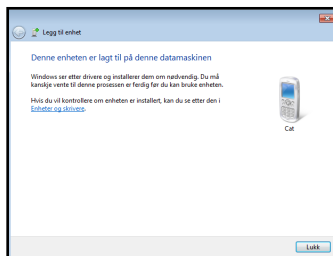 Legg til enhet
Denne enheten er lagt til på denne datamaskinen
Windows ser etter drivere og installerer dem om nødvendig. Du må
kanskje vente til denne prosessen er ferdig før du kan bruke enheten.
Hvis du vil kontrollere om enheten er installert, kan du se etter den i
Enheter og skrivere.
Cat
Lukk